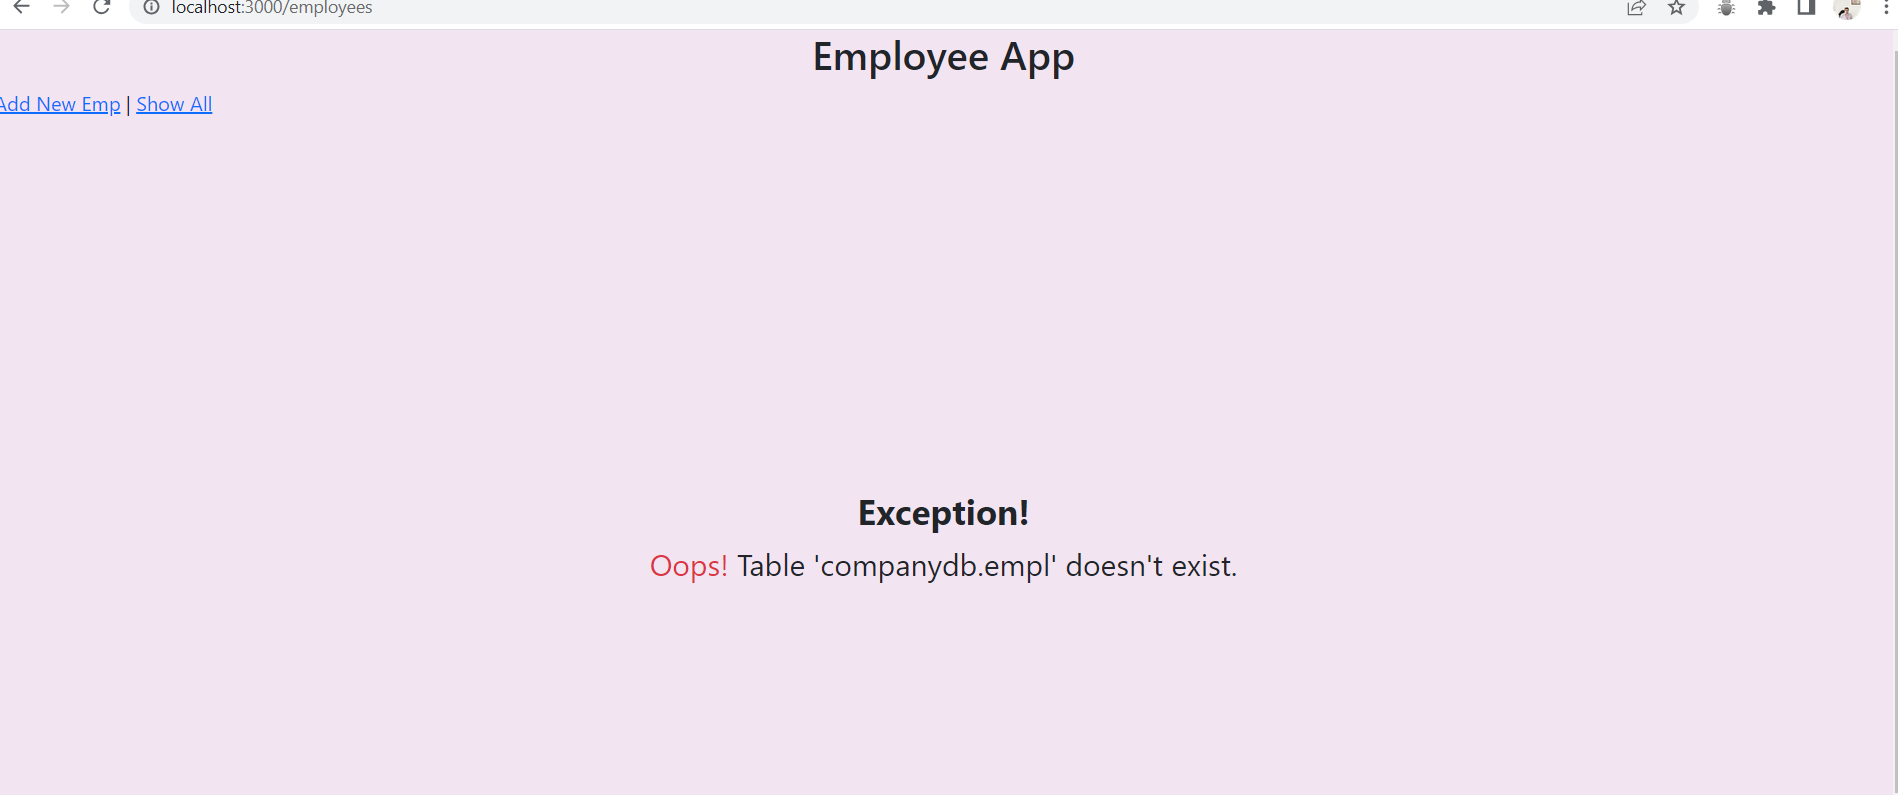 localhost:3000/employees
Employee App
Add New Emp | Show All
Exception!
Oops! Table 'companydb.empl' doesn't exist.